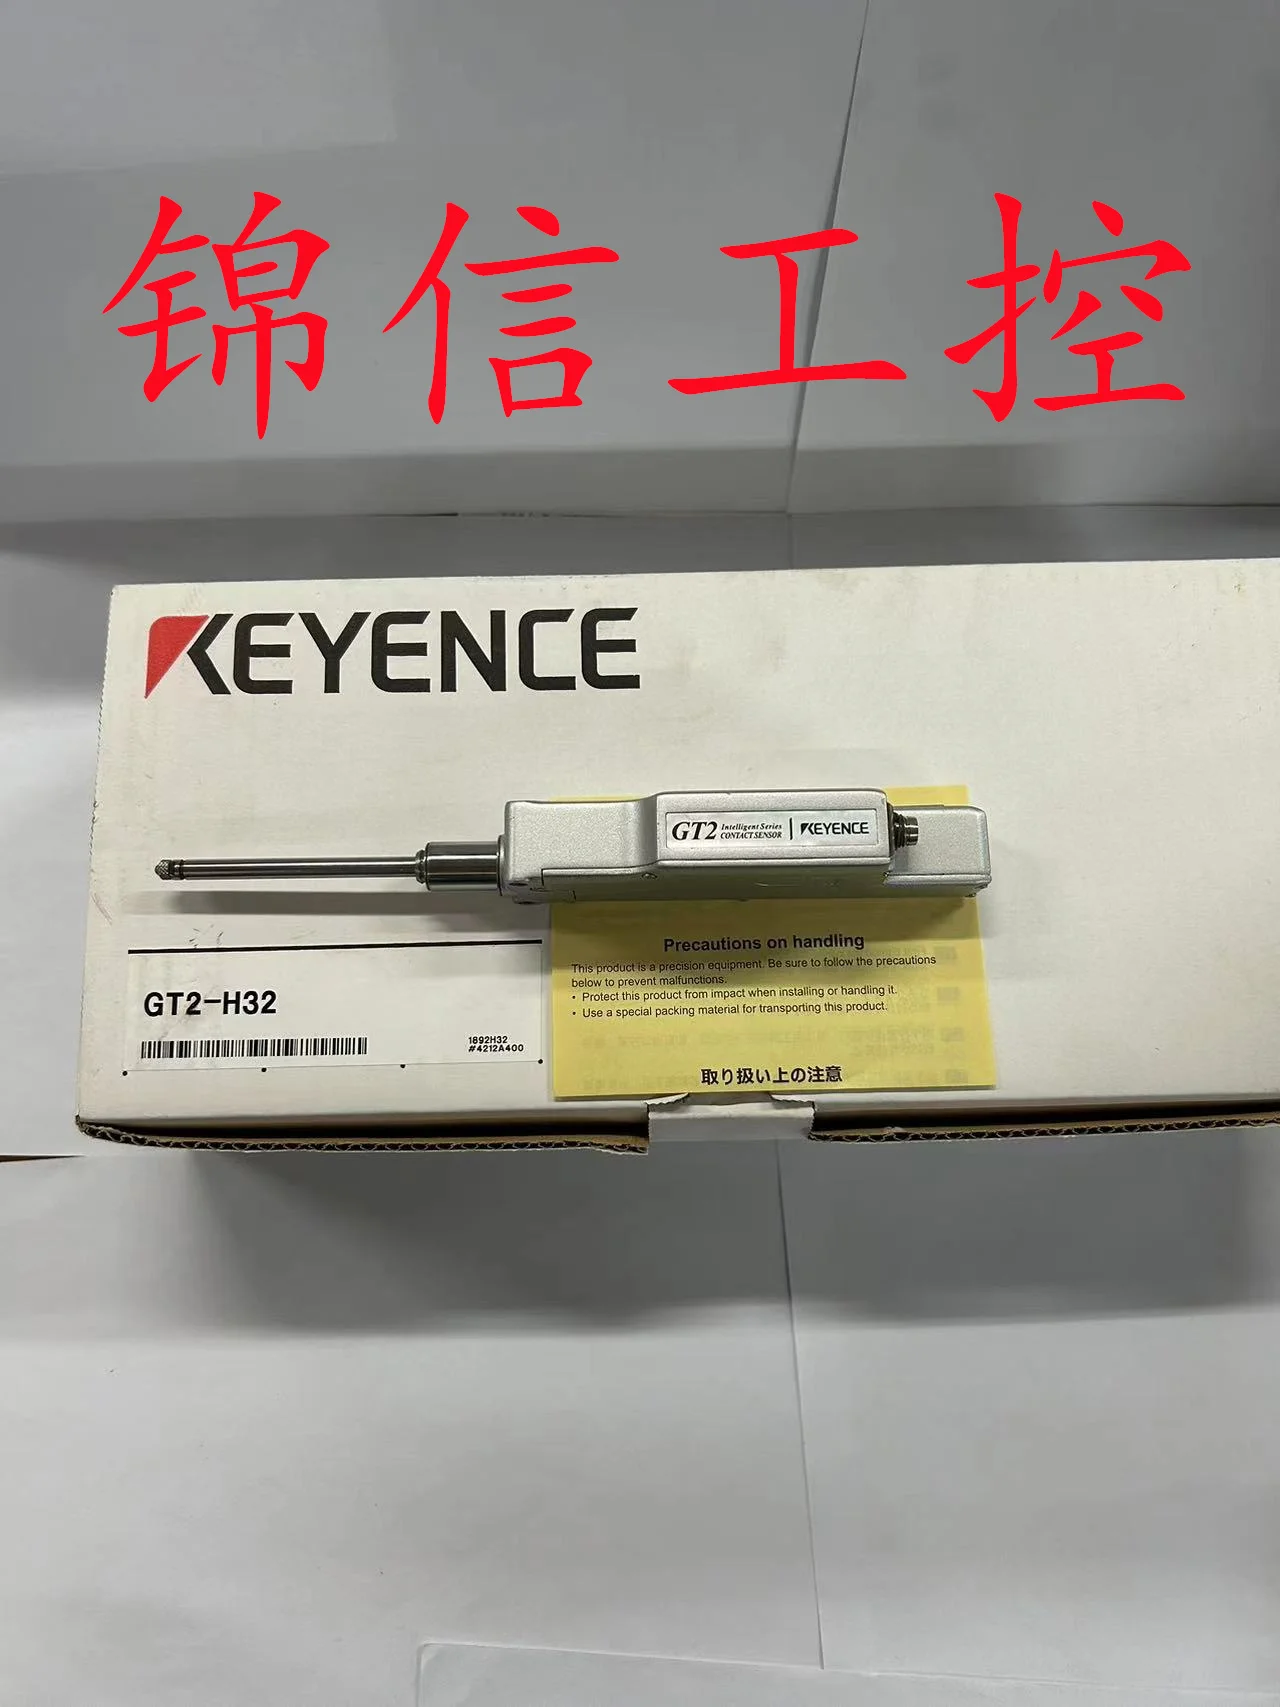 锦信工控
KEYENCE
GT2 Intelligent Series CONTACT SENSOR KEYENCE
GT2-H32
1892H32
#4212A400
Precautions on handling
This product is a precision equipment. Be sure to follow the precautions
below to prevent malfunctions.
・ Protect this product from impact when installing or handling it.
・ Use a special packing material for transporting this product.
取り扱い上の注意